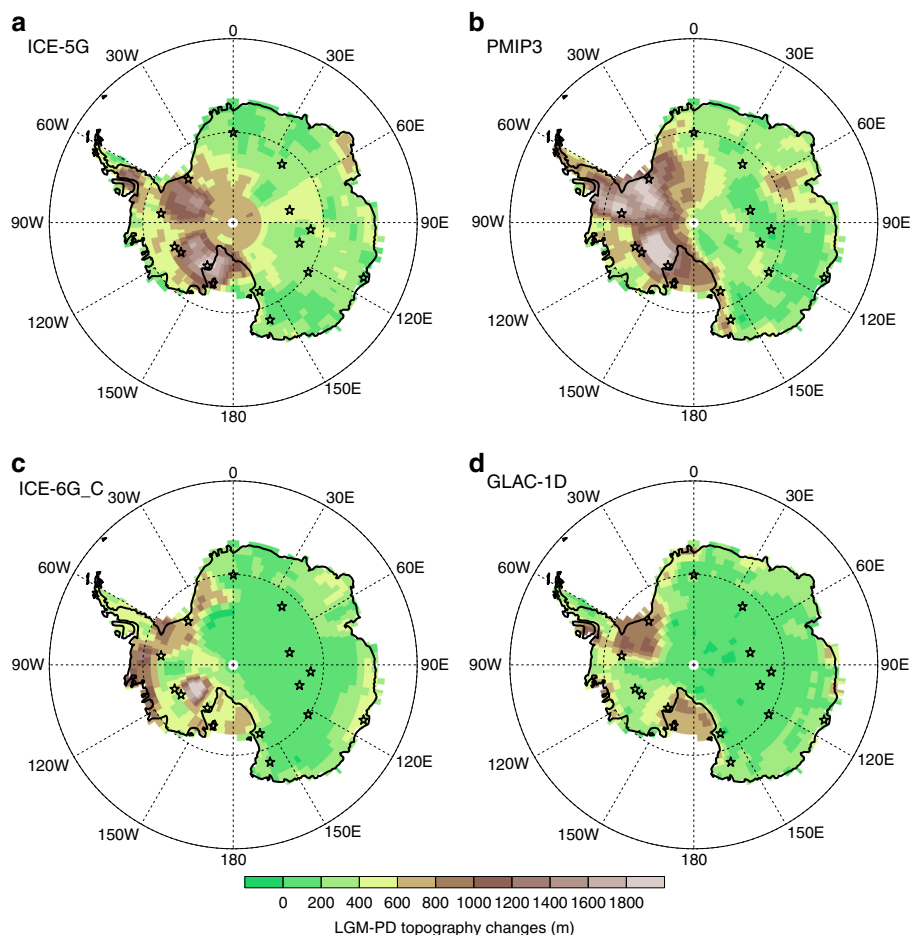 a
ICE-5G
0
30W
30E
60W
60E
90W
90E
120W
120E
150W
150E
180
b
PMIP3
0
30W
30E
60W
60E
90W
90E
120W
120E
150W
150E
180
c
ICE-6G_C
0
30W
30E
60W
60E
90W
90E
120W
120E
150W
150E
180
d
GLAC-1D
0
30W
30E
60W
60E
90W
90E
120W
120E
150W
150E
180
0 200 400 600 800 1000 1200 1400 1600 1800
LGM-PD topography changes (m)